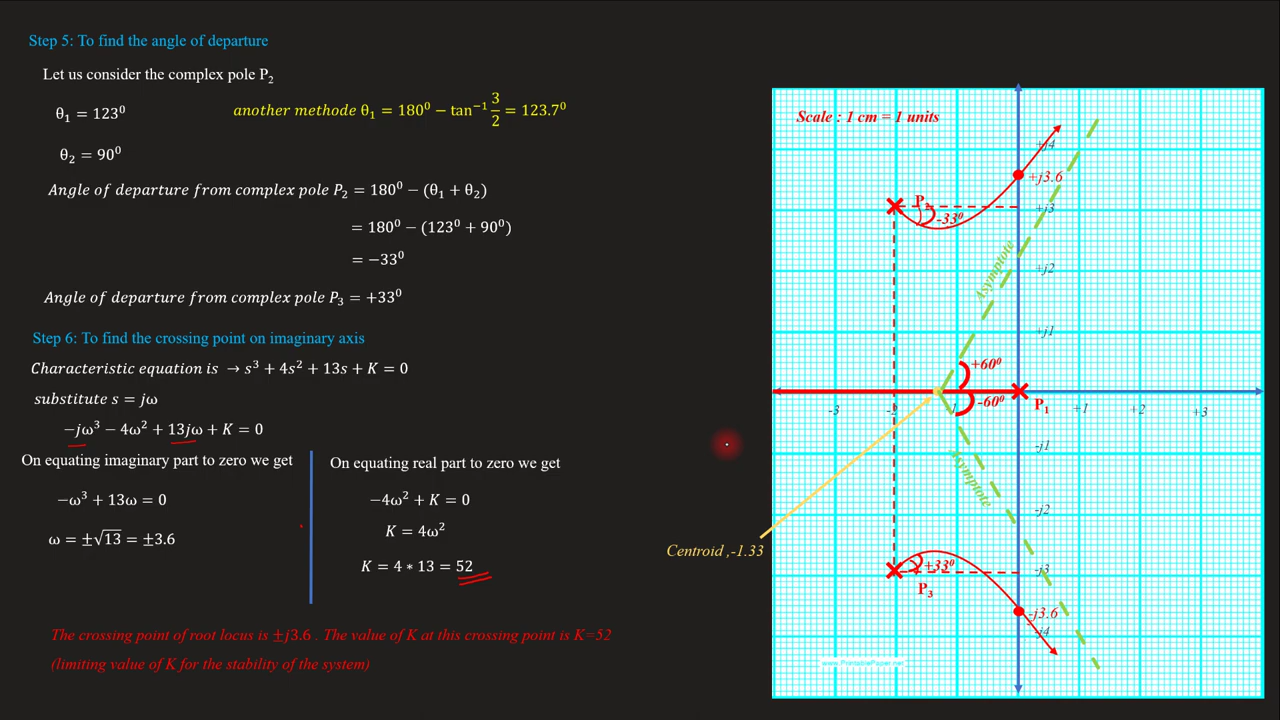 Step 5: To find the angle of departure
Let us consider the complex pole P₂
θ₁ = 123⁰
another methode θ₁ = 180⁰ − tan⁻¹ 3/2 = 123.7⁰
θ₂ = 90⁰
Angle of departure from complex pole P₂ = 180⁰ − (θ₁ + θ₂)
= 180⁰ − (123⁰ + 90⁰)
= −33⁰
Angle of departure from complex pole P₃ = +33⁰
Step 6: To find the crossing point on imaginary axis
Characteristic equation is → s³ + 4s² + 13s + K = 0
substitute s = jω
−jω³ − 4ω² + 13jω + K = 0
On equating imaginary part to zero we get
−ω³ + 13ω = 0
ω = ±√13 = ±3.6
On equating real part to zero we get
−4ω² + K = 0
K = 4ω²
K = 4 ∗ 13 = 52
The crossing point of root locus is ±j3.6 . The value of K at this crossing point is K=52
(limiting value of K for the stability of the system)
Scale : 1 cm = 1 units
+j4
+j3.6
P₂
+j3
-33⁰
+j2
Asymptote
+j1
+60⁰
-60⁰
P₁
-3
-2
-1
+1
+2
+3
-j1
Asymptote
-j2
Centroid ,-1.33
+33⁰
-j3
P₃
-j3.6
-j4
www.PrintablePaper.net